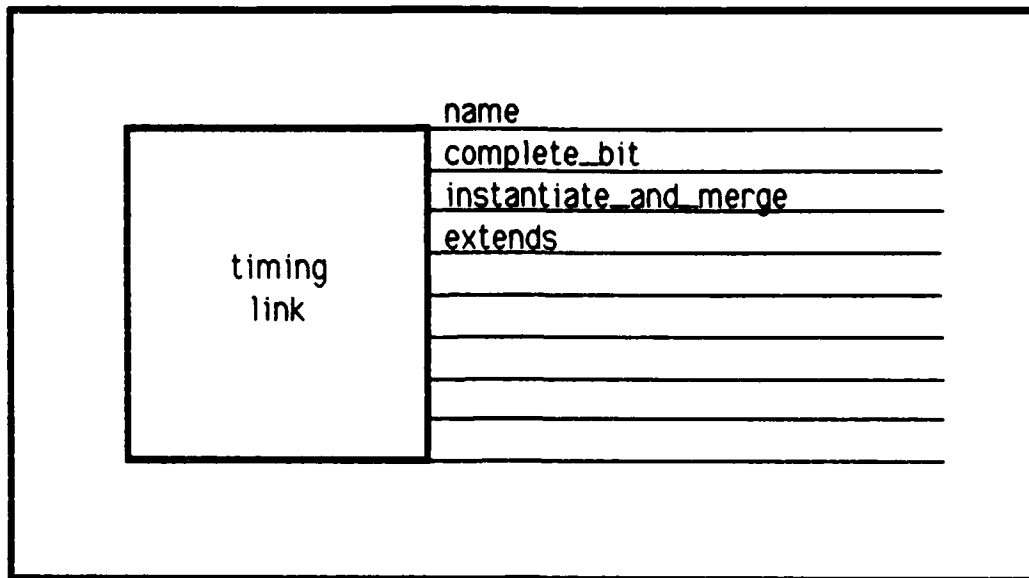 name
complete_bit
instantiate_and_merge
extends
timing
link